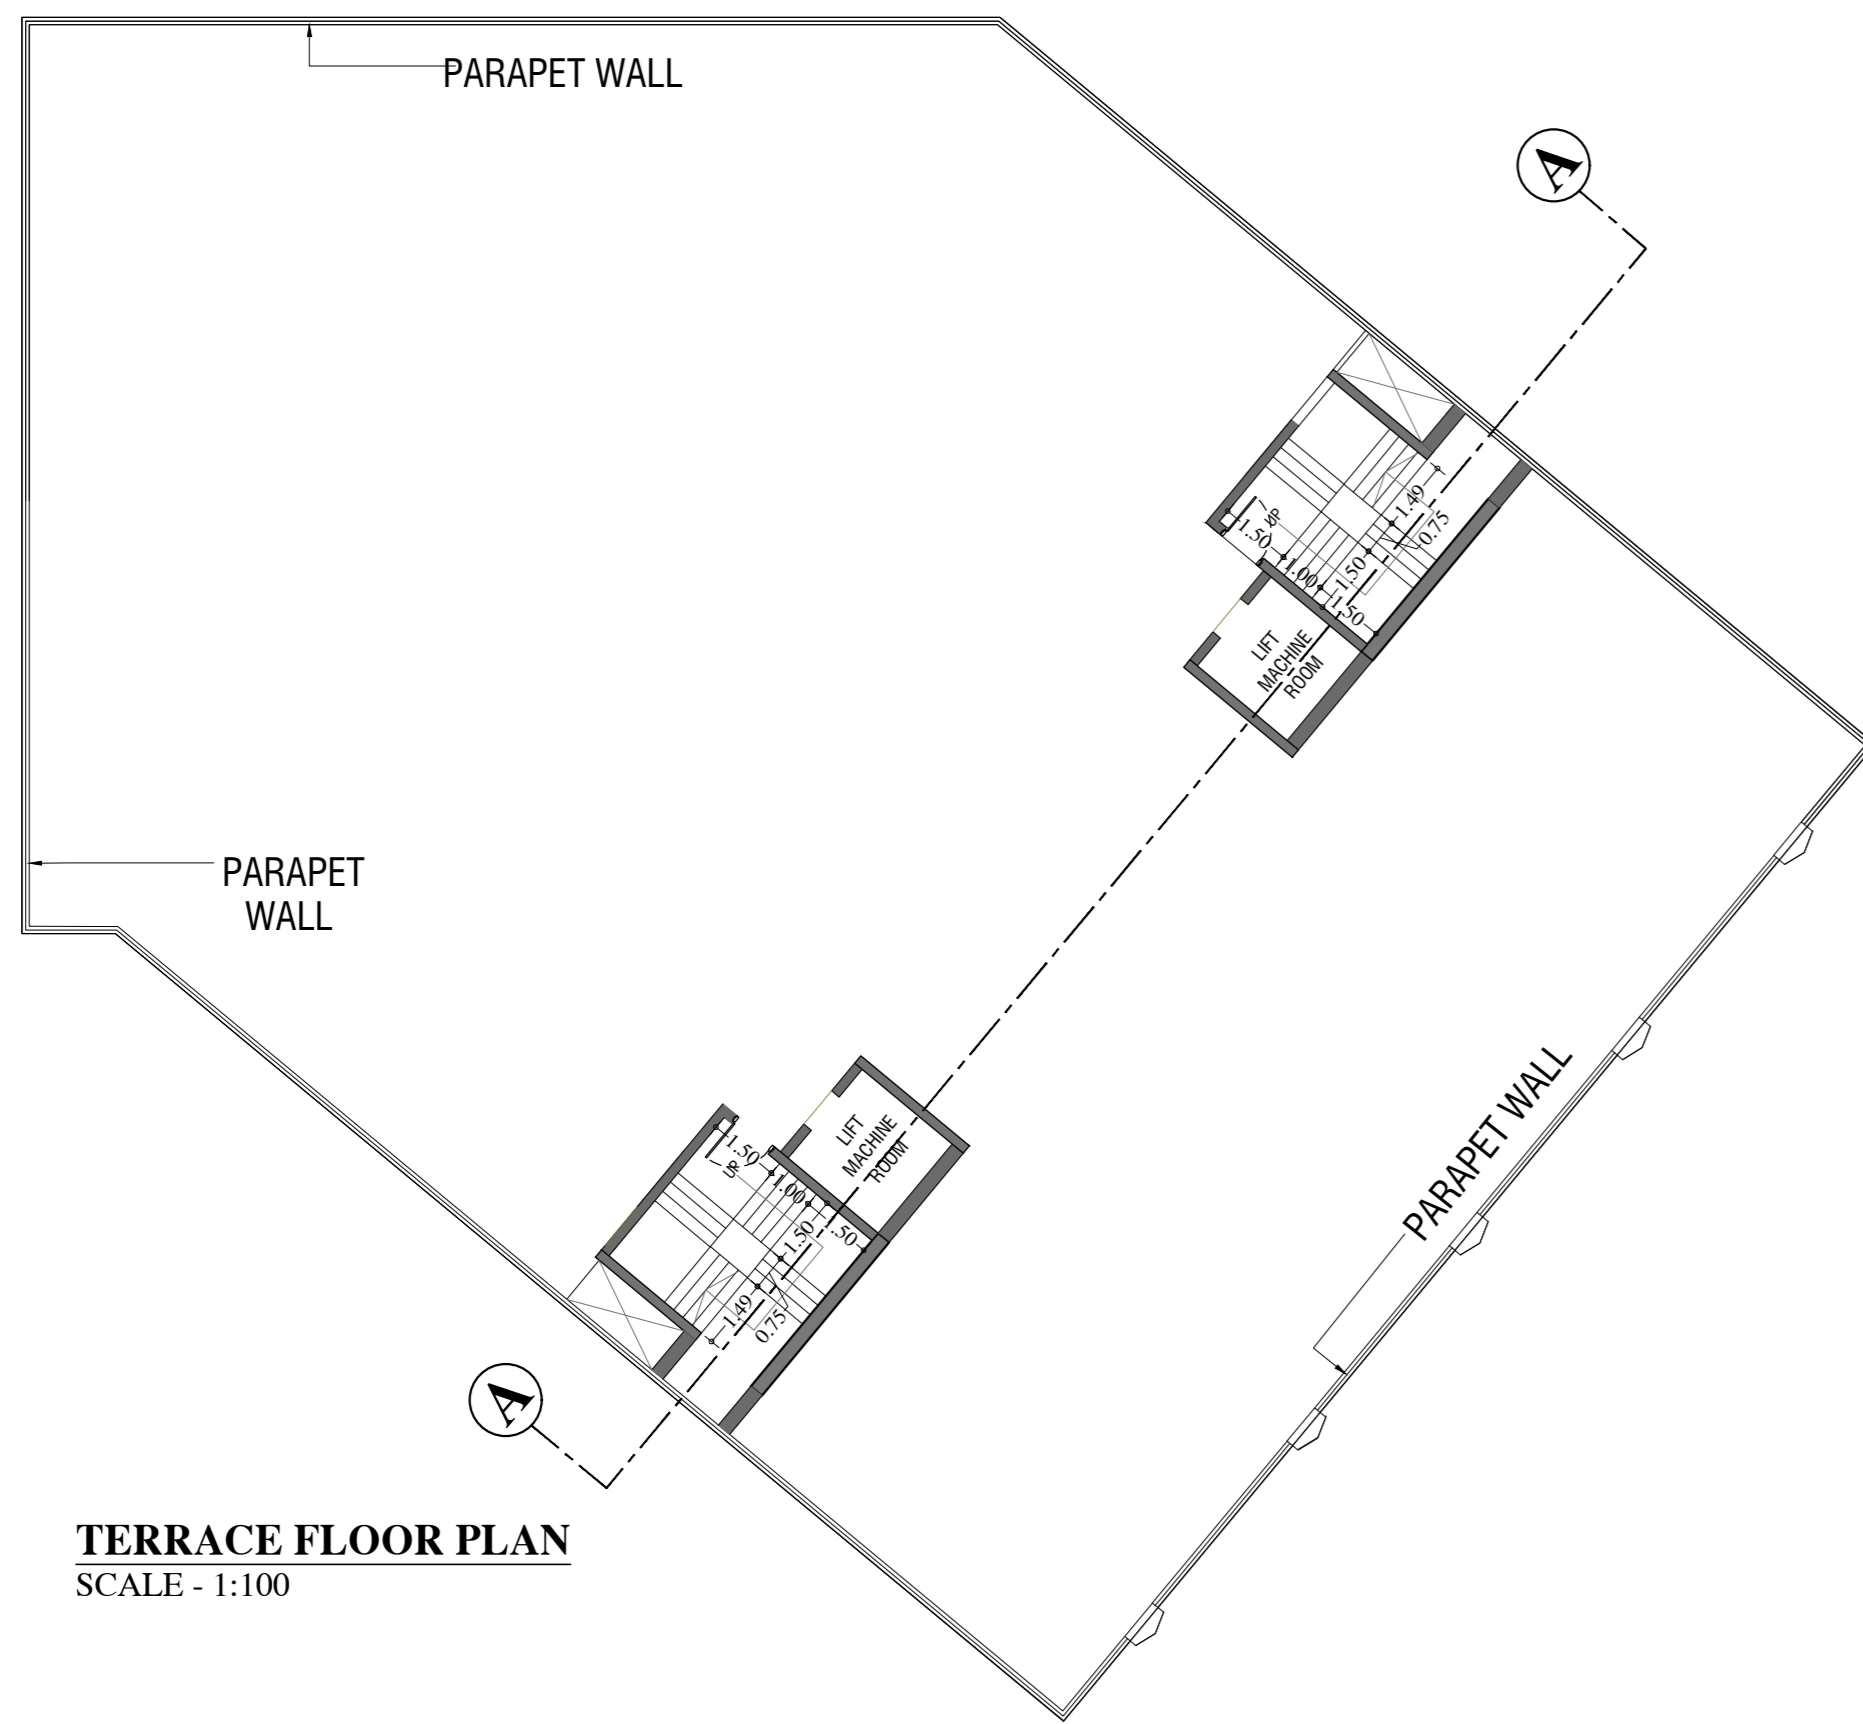 PARAPET WALL
A
1.49
0.75
UP
1.50
1.00
1.50
1.50
LIFT
MACHINE
ROOM
PARAPET
WALL
PARAPET WALL
LIFT
MACHINE
ROOM
1.50
UP
1.00
1.50
1.50
1.49
0.75
A
TERRACE FLOOR PLAN
SCALE - 1:100